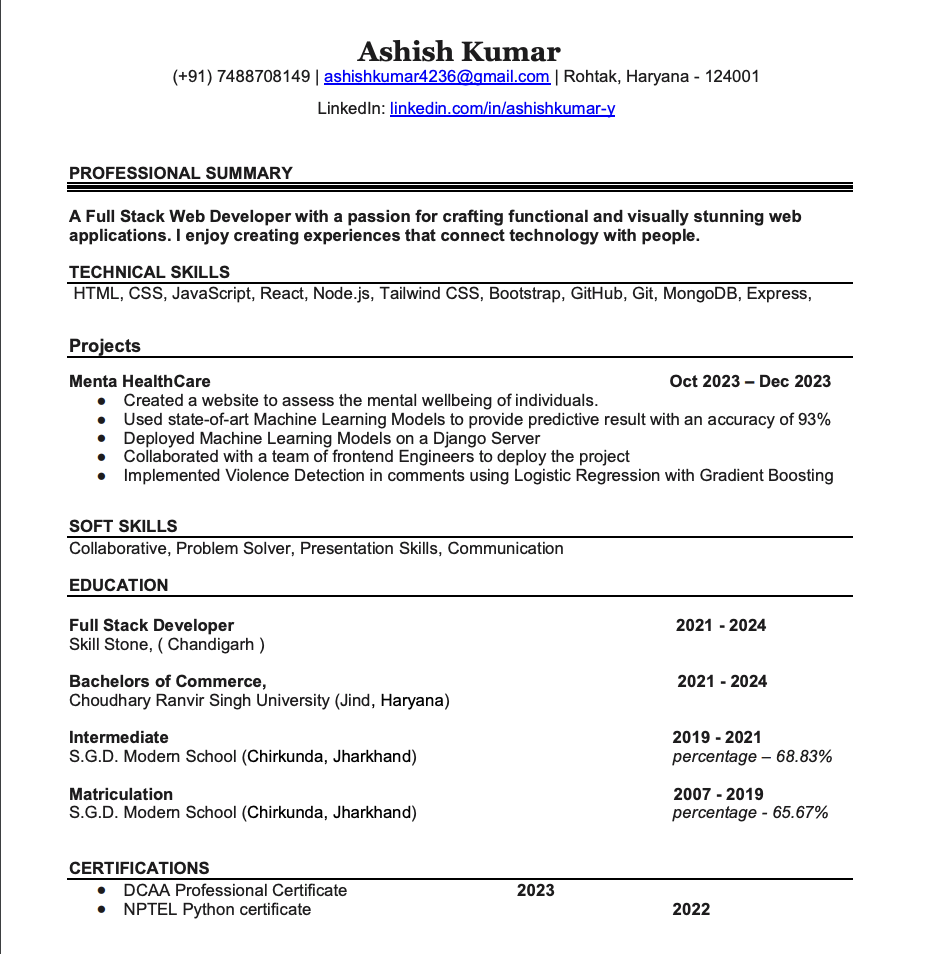 Ashish Kumar
(+91) 7488708149 | ashishkumar4236@gmail.com | Rohtak, Haryana - 124001
LinkedIn: linkedin.com/in/ashishkumar-y
PROFESSIONAL SUMMARY
A Full Stack Web Developer with a passion for crafting functional and visually stunning web
applications. I enjoy creating experiences that connect technology with people.
TECHNICAL SKILLS
HTML, CSS, JavaScript, React, Node.js, Tailwind CSS, Bootstrap, GitHub, Git, MongoDB, Express,
Projects
Menta HealthCare Oct 2023 – Dec 2023
● Created a website to assess the mental wellbeing of individuals.
● Used state-of-art Machine Learning Models to provide predictive result with an accuracy of 93%
● Deployed Machine Learning Models on a Django Server
● Collaborated with a team of frontend Engineers to deploy the project
● Implemented Violence Detection in comments using Logistic Regression with Gradient Boosting
SOFT SKILLS
Collaborative, Problem Solver, Presentation Skills, Communication
EDUCATION
Full Stack Developer 2021 - 2024
Skill Stone, ( Chandigarh )
Bachelors of Commerce, 2021 - 2024
Choudhary Ranvir Singh University (Jind, Haryana)
Intermediate 2019 - 2021
S.G.D. Modern School (Chirkunda, Jharkhand) percentage – 68.83%
Matriculation 2007 - 2019
S.G.D. Modern School (Chirkunda, Jharkhand) percentage - 65.67%
CERTIFICATIONS
● DCAA Professional Certificate 2023
● NPTEL Python certificate 2022